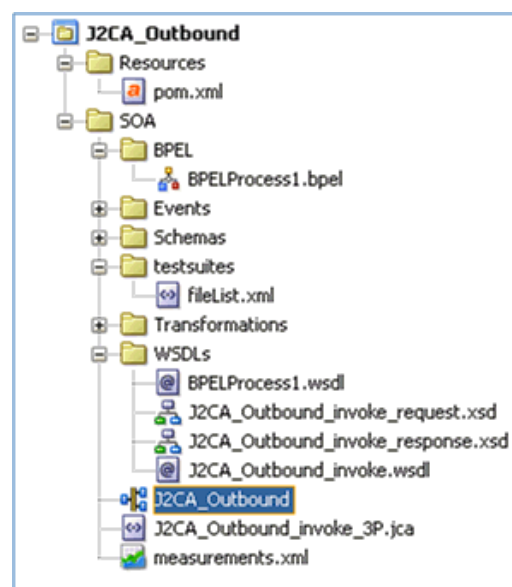 J2CA_Outbound
Resources
pom.xml
SOA
BPEL
BPELProcess1.bpel
Events
Schemas
testsuites
fileList.xml
Transformations
WSDLs
BPELProcess1.wsdl
J2CA_Outbound_invoke_request.xsd
J2CA_Outbound_invoke_response.xsd
J2CA_Outbound_invoke.wsdl
J2CA_Outbound
J2CA_Outbound_invoke_3P.jca
measurements.xml